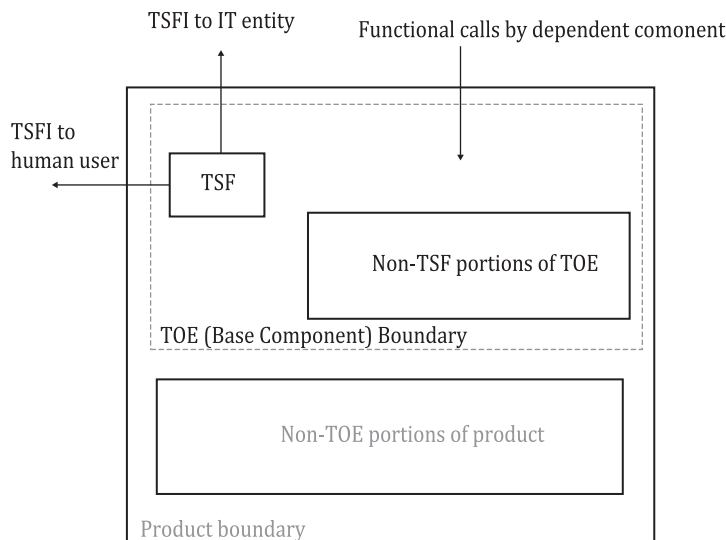 TSFI to IT entity
Functional calls by dependent comonent
TSFI to
human user
TSF
Non-TSF portions of TOE
TOE (Base Component) Boundary
Non-TOE portions of product
Product boundary